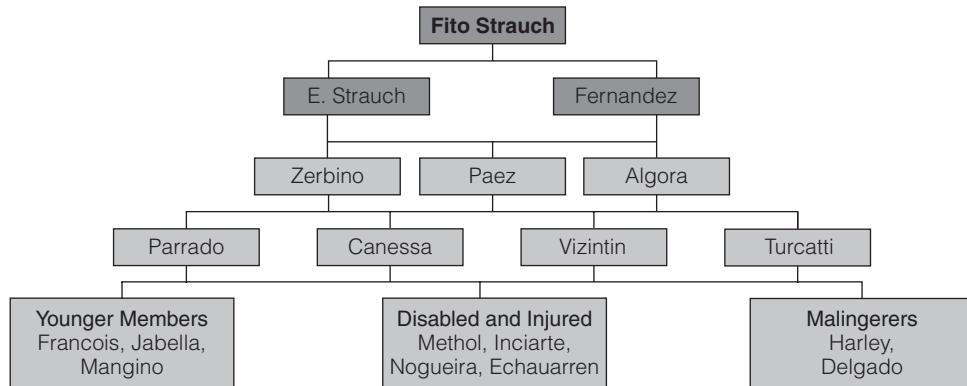 Fito Strauch
E. Strauch
Fernandez
Zerbino
Paez
Algora
Parrado
Canessa
Vizintin
Turcatti
Younger Members
Francois, Jabella,
Mangino
Disabled and Injured
Methol, Inciarte,
Nogueira, Echauarren
Malingerers
Harley,
Delgado